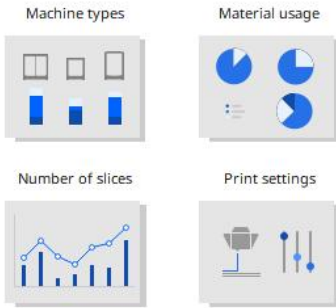 Machine types
Material usage
Number of slices
Print settings